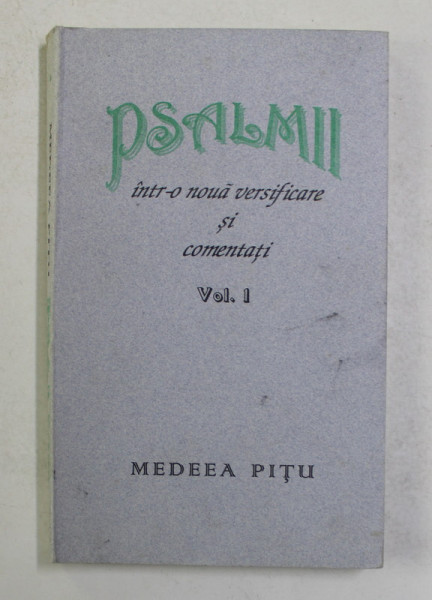 PSALMII
într-o nouă versificare
și
comentați
Vol. I
MEDEEA PIȚU